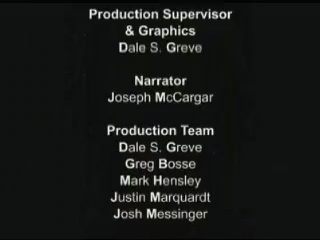 Production Supervisor
& Graphics
Dale S. Greve
Narrator
Joseph McCargar
Production Team
Dale S. Greve
Greg Bosse
Mark Hensley
Justin Marquardt
Josh Messinger